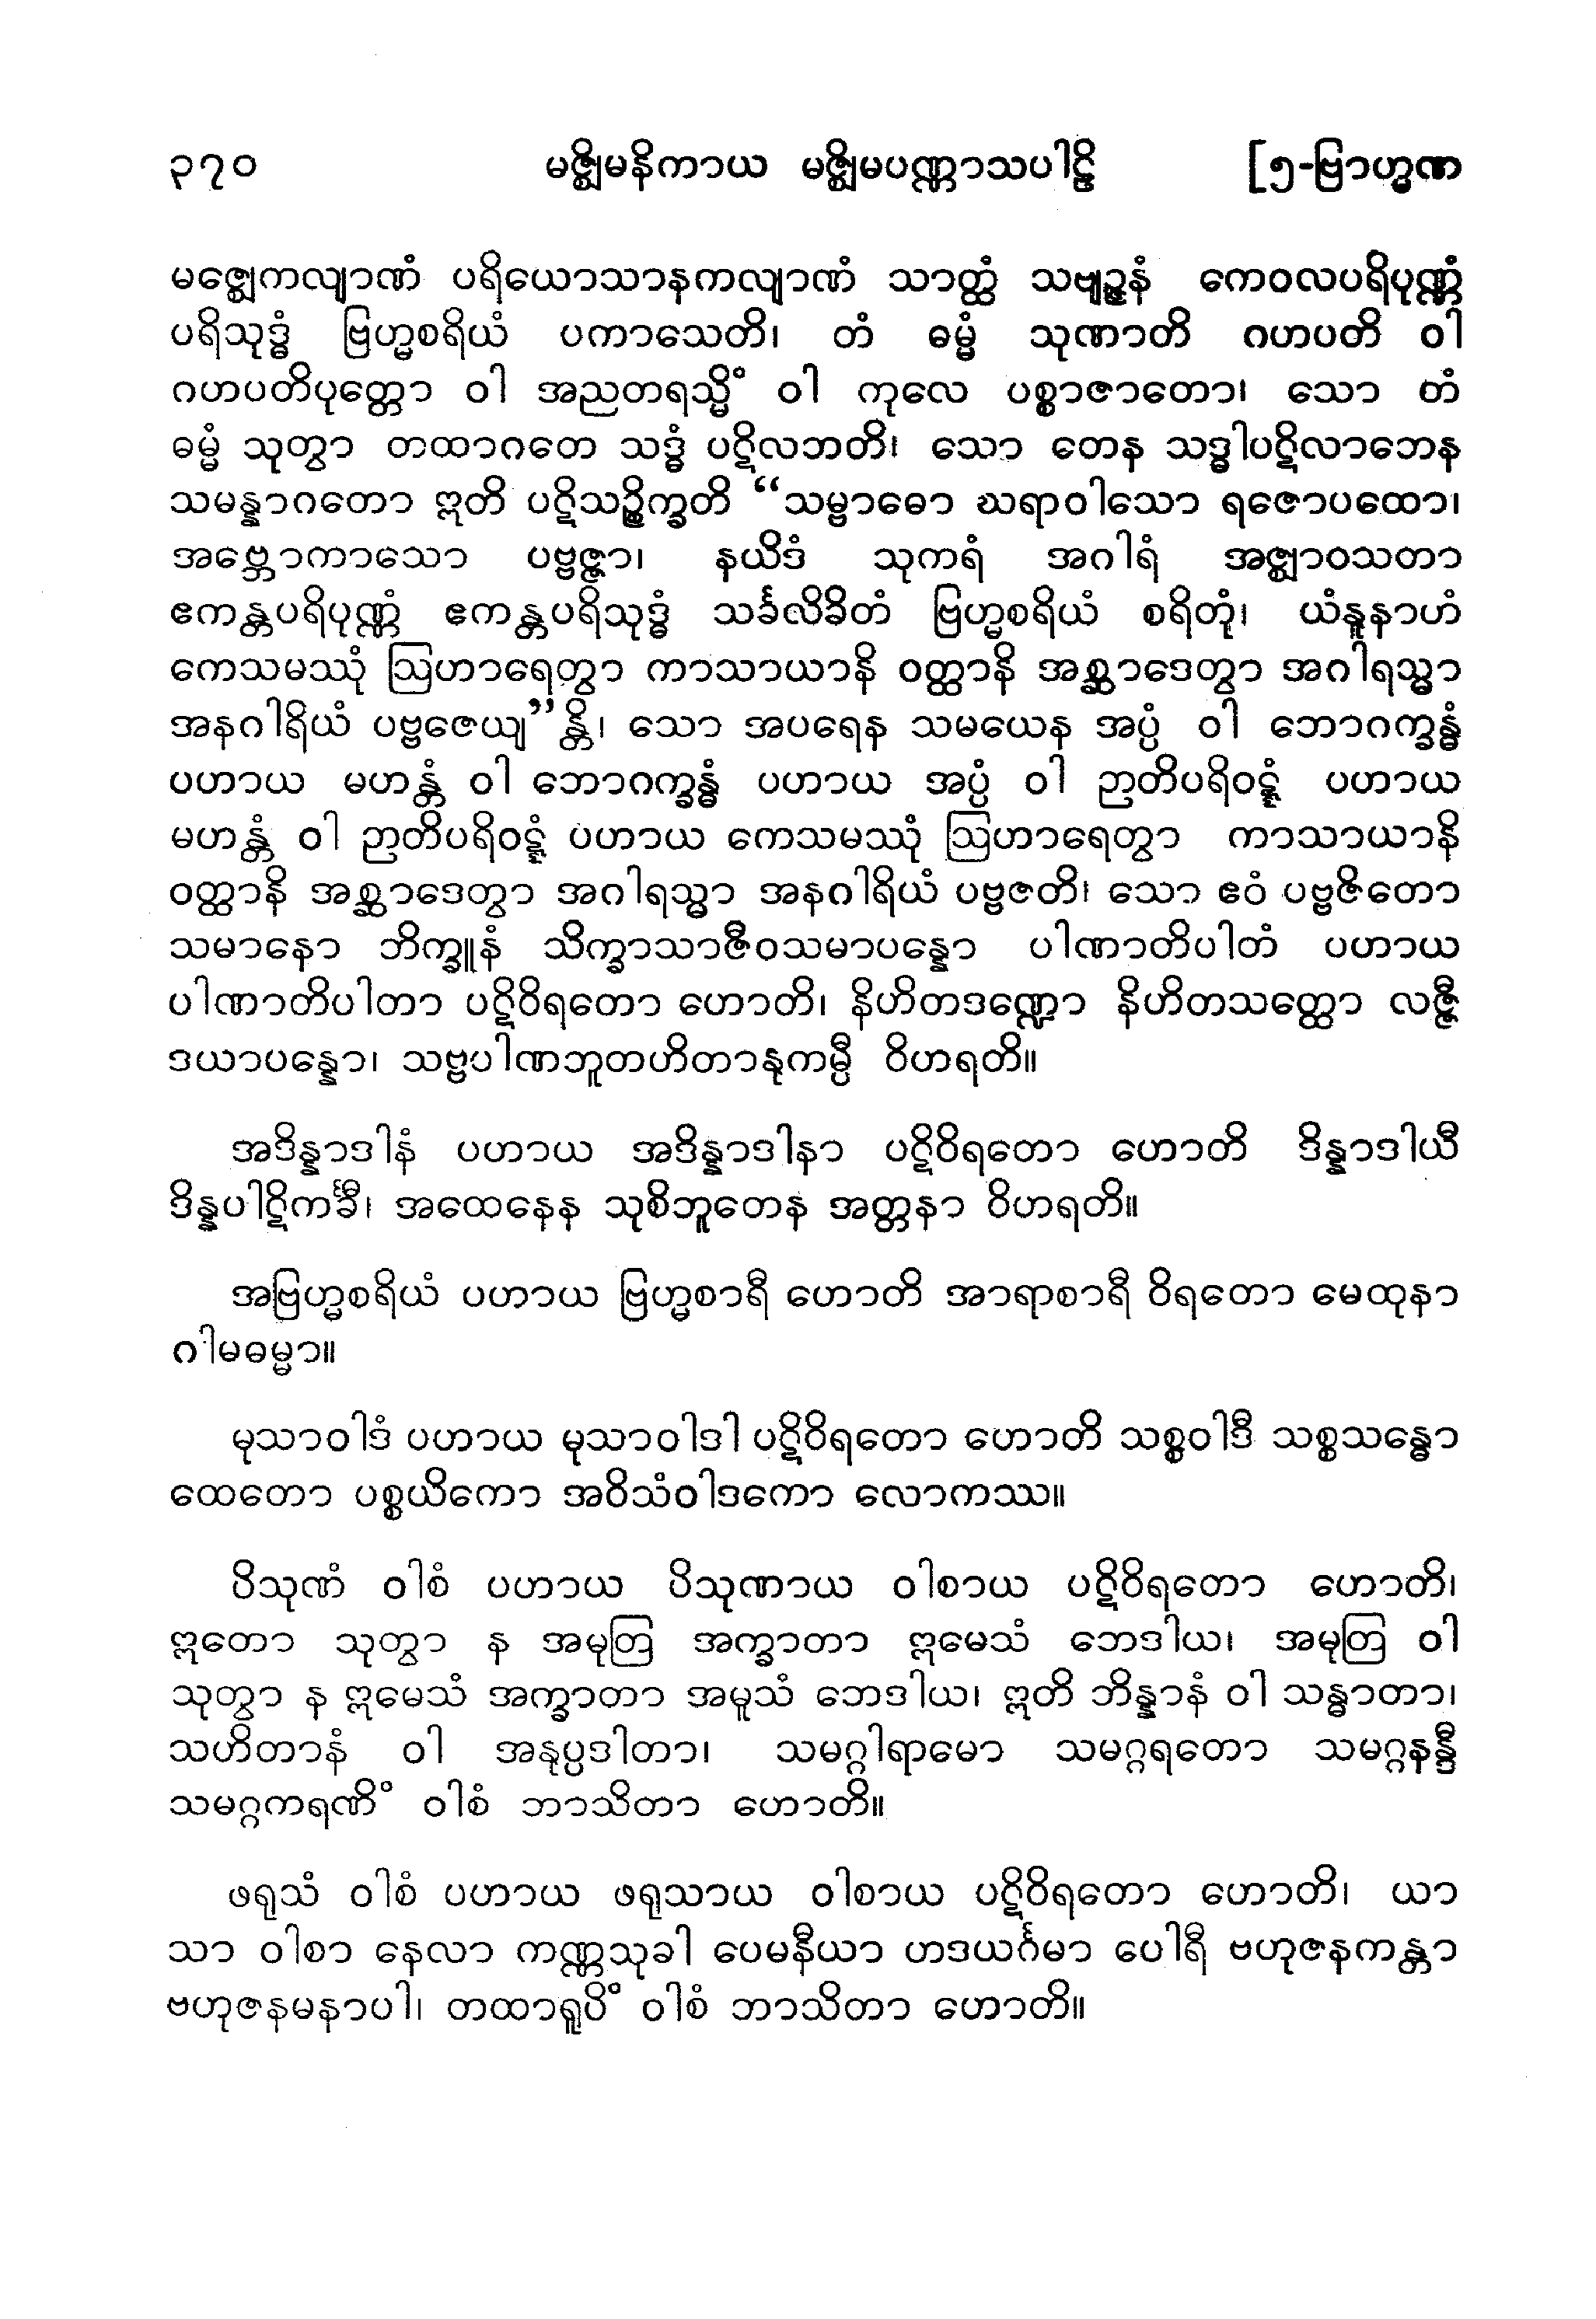 ၃၇၀ မဇ္ဈိမနိကာယ မဇ္ဈိမပဏ္ဏာသပါဠိ [၅-ဗြာဟ္မဏ
မဇ္ဈေကလျာဏံ ပရိယောသာနကလျာဏံ သာတ္ထံ သဗျဉ္ဇနံ ကေဝလပရိပုဏ္ဏံ
ပရိသုဒ္ဓံ ဗြဟ္မစရိယံ ပကာသေတိ၊ တံ ဓမ္မံ သုဏာတိ ဂဟပတိ ဝါ
ဂဟပတိပုတ္တော ဝါ အညတရသ္မိံ ဝါ ကုလေ ပစ္စာဇာတော၊ သော တံ
ဓမ္မံ သုတွာ တထာဂတေ သဒ္ဓံ ပဋိလဘတိ၊ သော တေန သဒ္ဓါပဋိလာဘေန
သမန္နာဂတော ဣတိ ပဋိသဉ္စိက္ခတိ “သမ္ဗာဓော ဃရာဝါသော ရဇောပထော၊
အဗ္ဘောကာသော ပဗ္ဗဇ္ဇာ၊ နယိဒံ သုကရံ အဂါရံ အဇ္ဈာဝသတာ
ဧကန္တပရိပုဏ္ဏံ ဧကန္တပရိသုဒ္ဓံ သင်္ခလိခိတံ ဗြဟ္မစရိယံ စရိတုံ၊ ယံနူနာဟံ
ကေသမဿုံ ဩဟာရေတွာ ကာသာယာနိ ဝတ္ထာနိ အစ္ဆာဒေတွာ အဂါရသ္မာ
အနဂါရိယံ ပဗ္ဗဇေယျ”န္တိ၊ သော အပရေန သမယေန အပ္ပံ ဝါ ဘောဂက္ခန္ဓံ
ပဟာယ မဟန္တံ ဝါ ဘောဂက္ခန္ဓံ ပဟာယ အပ္ပံ ဝါ ဉာတိပရိဝဋ္ဋံ ပဟာယ
မဟန္တံ ဝါ ဉာတိပရိဝဋ္ဋံ ပဟာယ ကေသမဿုံ ဩဟာရေတွာ ကာသာယာနိ
ဝတ္ထာနိ အစ္ဆာဒေတွာ အဂါရသ္မာ အနဂါရိယံ ပဗ္ဗဇတိ၊ သော ဧဝံ ပဗ္ဗဇိတော
သမာနော ဘိက္ခူနံ သိက္ခာသာဇီဝသမာပန္နော ပါဏာတိပါတံ ပဟာယ
ပါဏာတိပါတာ ပဋိဝိရတော ဟောတိ၊ နိဟိတဒဏ္ဍော နိဟိတသတ္ထော လဇ္ဇီ
ဒယာပန္နော၊ သဗ္ဗပါဏဘူတဟိတာနုကမ္ပီ ဝိဟရတိ။
အဒိန္နာဒါနံ ပဟာယ အဒိန္နာဒါနာ ပဋိဝိရတော ဟောတိ ဒိန္နာဒါယီ
ဒိန္နပါဋိကင်္ခီ၊ အထေနေန သုစိဘူတေန အတ္တနာ ဝိဟရတိ။
အဗြဟ္မစရိယံ ပဟာယ ဗြဟ္မစာရီ ဟောတိ အာရာစာရီ ဝိရတော မေထုနာ
ဂါမဓမ္မာ။
မုသာဝါဒံ ပဟာယ မုသာဝါဒါ ပဋိဝိရတော ဟောတိ သစ္စဝါဒီ သစ္စသန္ဓော
ထေတော ပစ္စယိကော အဝိသံဝါဒကော လောကဿ။
ပိသုဏံ ဝါစံ ပဟာယ ပိသုဏာယ ဝါစာယ ပဋိဝိရတော ဟောတိ၊
ဣတော သုတွာ န အမုတြ အက္ခာတာ ဣမေသံ ဘေဒါယ၊ အမုတြ ဝါ
သုတွာ န ဣမေသံ အက္ခာတာ အမူသံ ဘေဒါယ၊ ဣတိ ဘိန္နာနံ ဝါ သန္ဓာတာ၊
သဟိတာနံ ဝါ အနုပ္ပဒါတာ၊ သမဂ္ဂါရာမော သမဂ္ဂရတော သမဂ္ဂနန္ဒီ
သမဂ္ဂကရဏိံ ဝါစံ ဘာသိတာ ဟောတိ။
ဖရုသံ ဝါစံ ပဟာယ ဖရုသာယ ဝါစာယ ပဋိဝိရတော ဟောတိ၊ ယာ
သာ ဝါစာ နေလာ ကဏ္ဏသုခါ ပေမနီယာ ဟဒယင်္ဂမာ ပေါရီ ဗဟုဇနကန္တာ
ဗဟုဇနမနာပါ၊ တထာရူပိံ ဝါစံ ဘာသိတာ ဟောတိ။